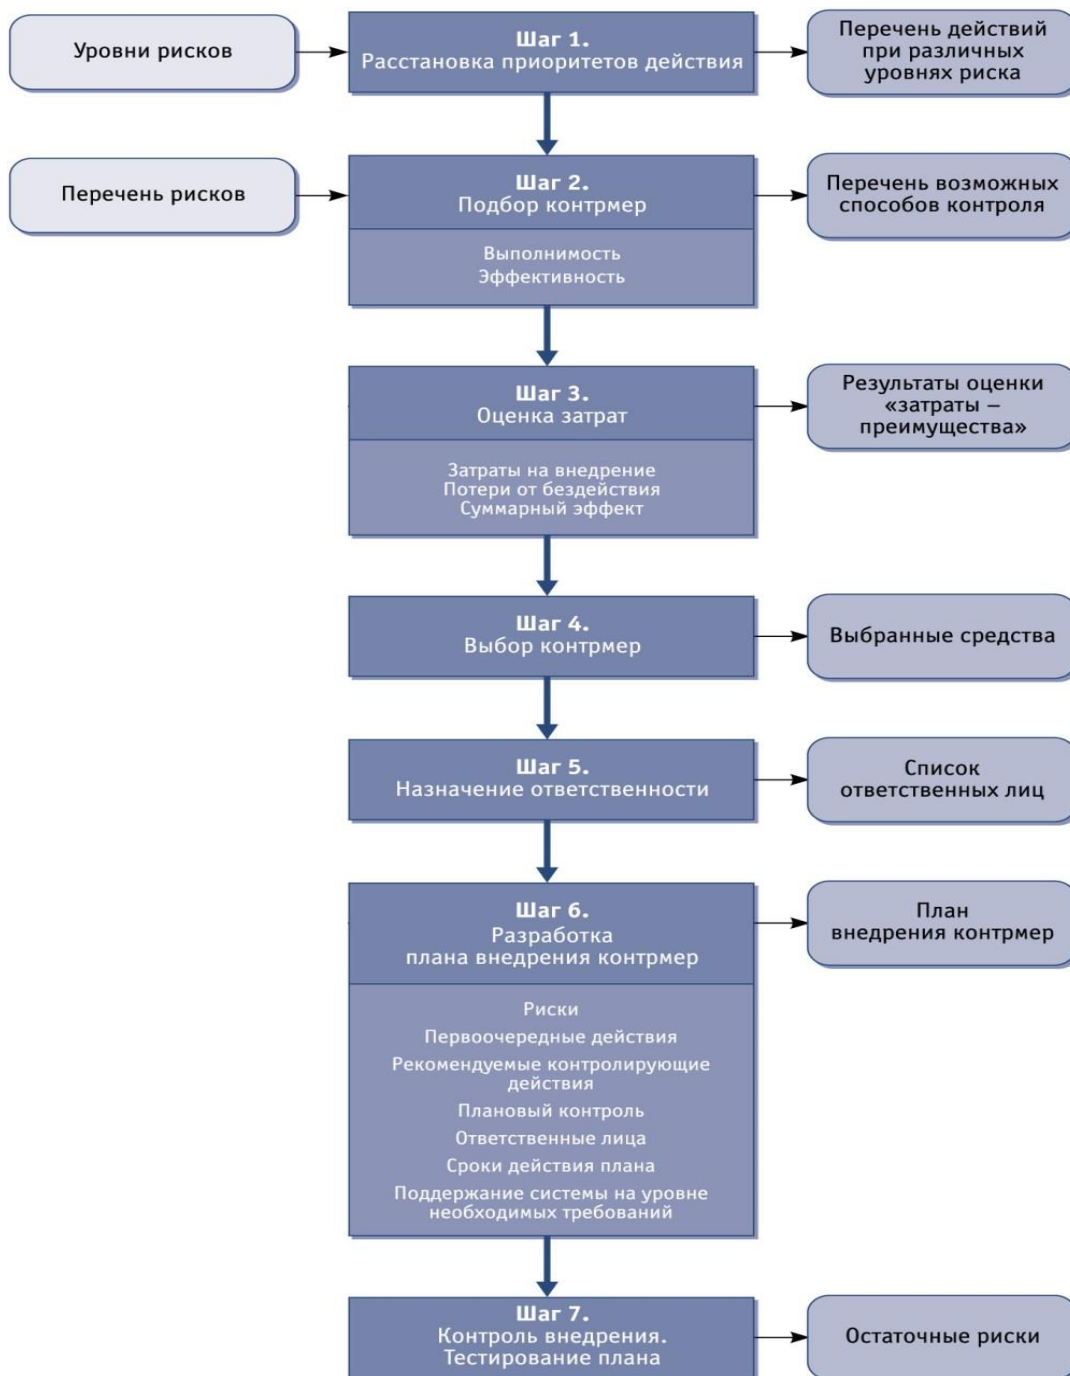 Уровни рисков
Шаг 1.
Расстановка приоритетов действия
Перечень действий
при различных
уровнях риска
Перечень рисков
Шаг 2.
Подбор контрмер
Выполнимость
Эффективность
Перечень возможных
способов контроля
Шаг 3.
Оценка затрат
Затраты на внедрение
Потери от бездействия
Суммарный эффект
Результаты оценки
«затраты –
преимущества»
Шаг 4.
Выбор контрмер
Выбранные средства
Шаг 5.
Назначение ответственности
Список
ответственных лиц
Шаг 6.
Разработка
плана внедрения контрмер
Риски
Первоочередные действия
Рекомендуемые контролирующие
действия
Плановый контроль
Ответственные лица
Сроки действия плана
Поддержание системы на уровне
необходимых требований
План
внедрения контрмер
Шаг 7.
Контроль внедрения.
Тестирование плана
Остаточные риски